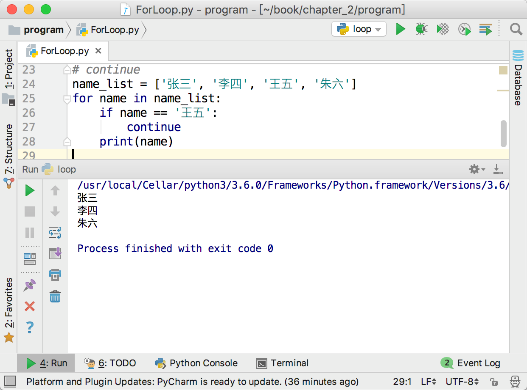 ForLoop.py - program - [~/book/chapter_2/program]
program ForLoop.py loop
ForLoop.py
1: Project
7: Structure
2: Favorites
Database
23 # continue
24 name_list = ['张三', '李四', '王五', '朱六']
25 for name in name_list:
26 if name == '王五':
27 continue
28 print(name)
29
Run loop
/usr/local/Cellar/python3/3.6.0/Frameworks/Python.framework/Versions/3.6/
张三
李四
朱六
Process finished with exit code 0
4: Run 6: TODO Python Console Terminal 2 Event Log
Platform and Plugin Updates: PyCharm is ready to update. (36 minutes ago) 29:1 LF UTF-8